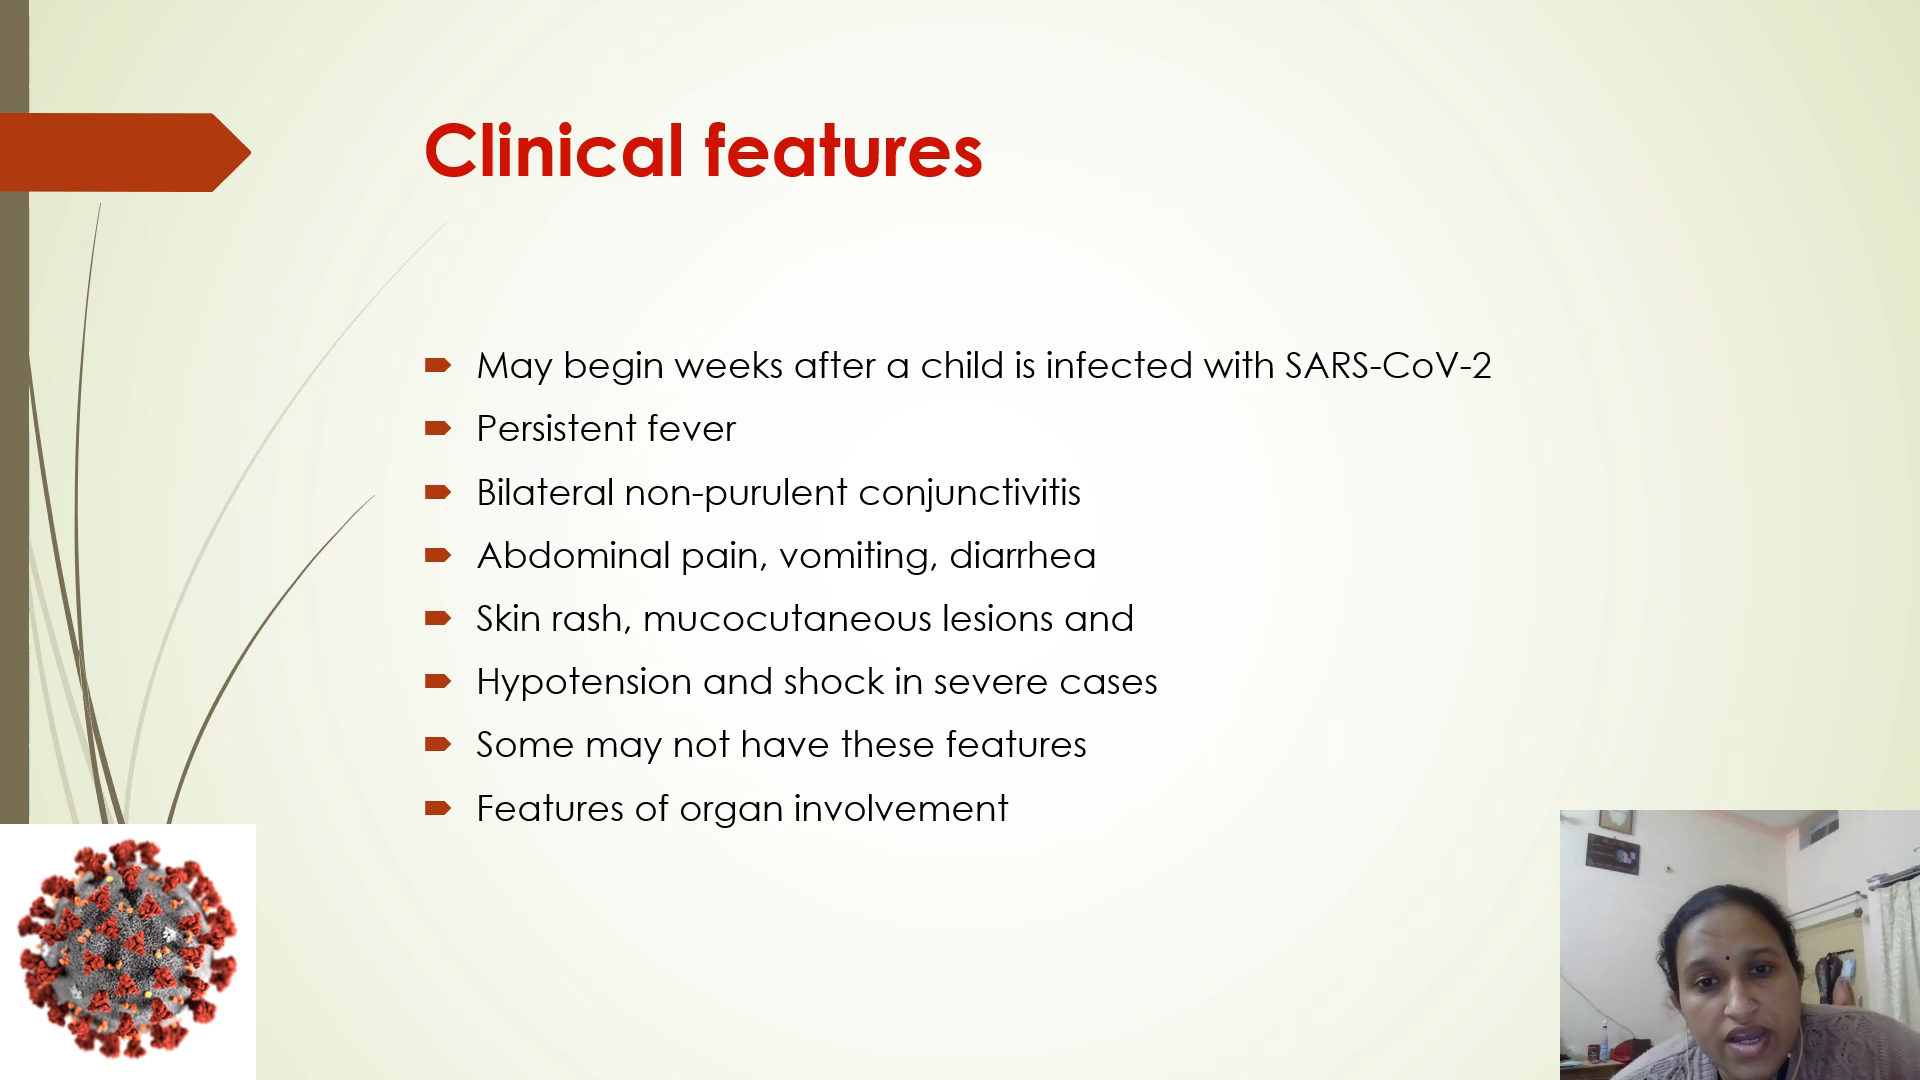 Clinical features
May begin weeks after a child is infected with SARS-CoV-2
Persistent fever
Bilateral non-purulent conjunctivitis
Abdominal pain, vomiting, diarrhea
Skin rash, mucocutaneous lesions and
Hypotension and shock in severe cases
Some may not have these features
Features of organ involvement